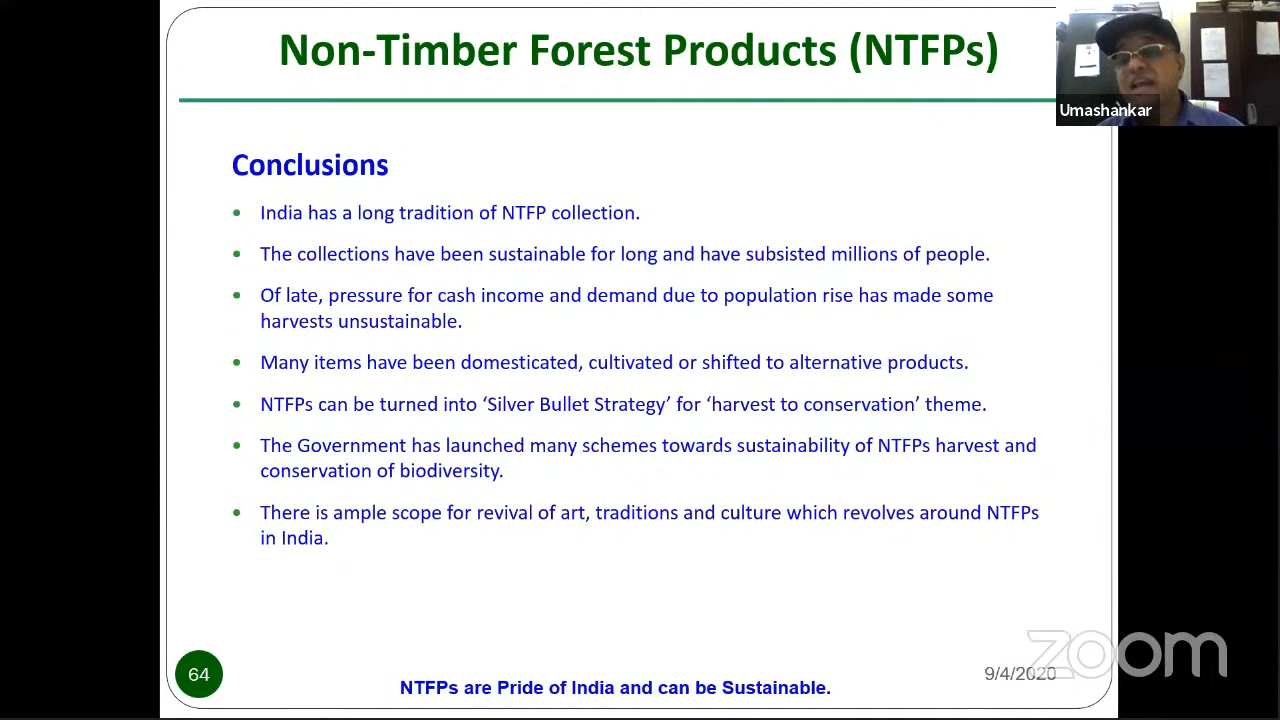 Non-Timber Forest Products (NTFPs)
Umashankar
Conclusions
• India has a long tradition of NTFP collection.
• The collections have been sustainable for long and have subsisted millions of people.
• Of late, pressure for cash income and demand due to population rise has made some
harvests unsustainable.
• Many items have been domesticated, cultivated or shifted to alternative products.
• NTFPs can be turned into ‘Silver Bullet Strategy’ for ‘harvest to conservation’ theme.
• The Government has launched many schemes towards sustainability of NTFPs harvest and
conservation of biodiversity.
• There is ample scope for revival of art, traditions and culture which revolves around NTFPs
in India.
64
NTFPs are Pride of India and can be Sustainable.
9/4/2020
zoom